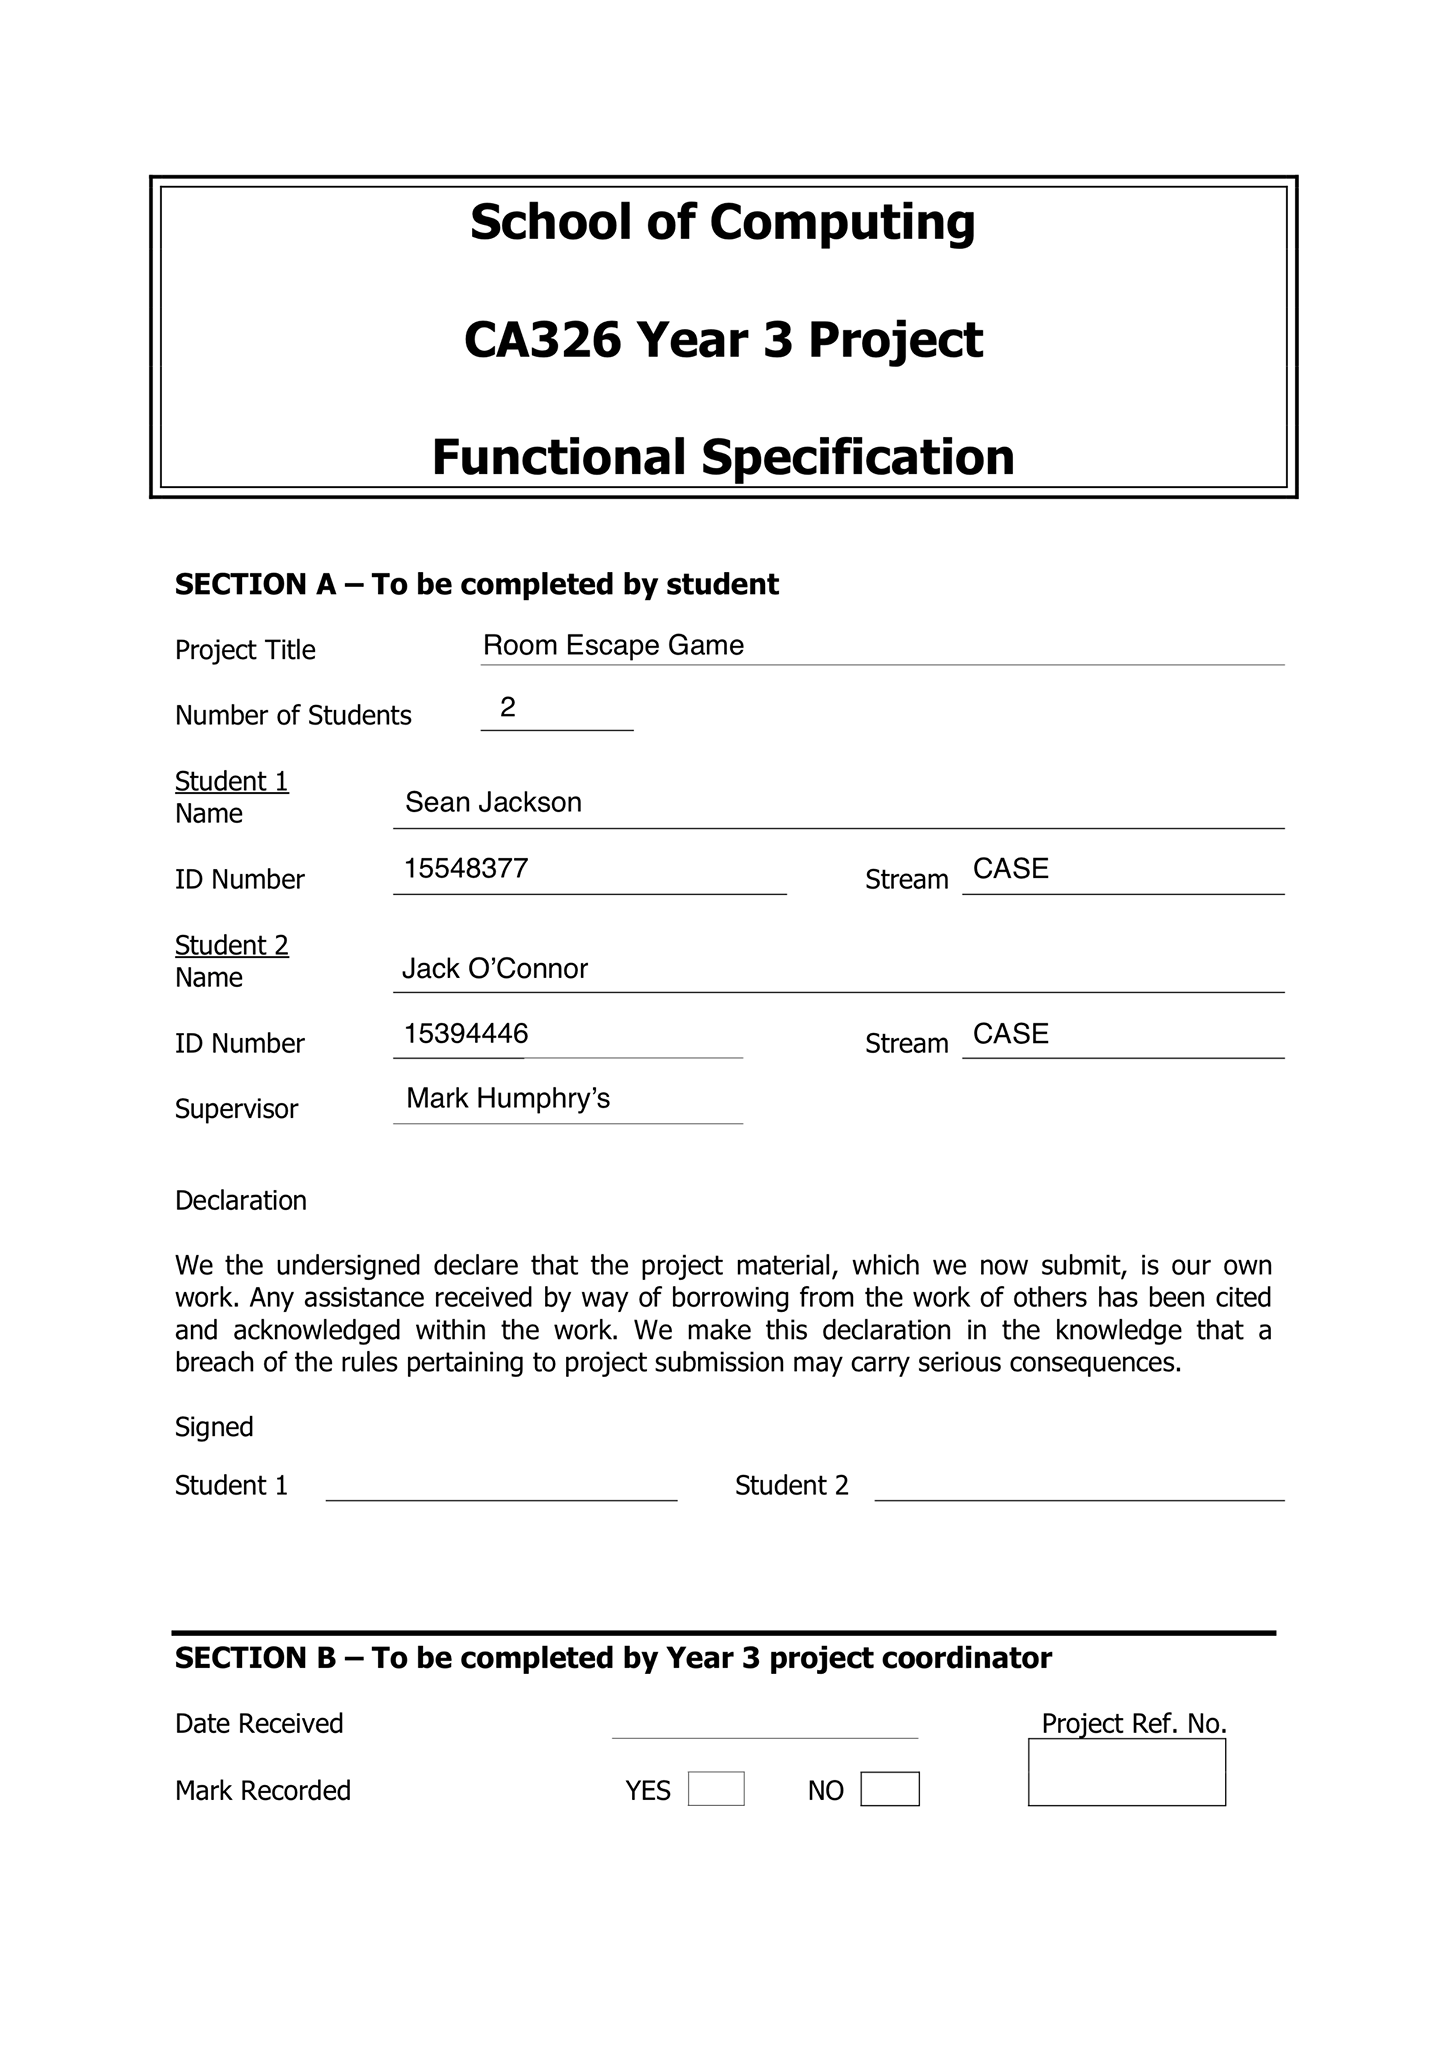 School of Computing
CA326 Year 3 Project
Functional Specification
SECTION A – To be completed by student
Project Title Room Escape Game
Number of Students 2
Student 1
Name Sean Jackson
ID Number 15548377 Stream CASE
Student 2
Name Jack O’Connor
ID Number 15394446 Stream CASE
Supervisor Mark Humphry’s
Declaration
We the undersigned declare that the project material, which we now submit, is our own
work. Any assistance received by way of borrowing from the work of others has been cited
and acknowledged within the work. We make this declaration in the knowledge that a
breach of the rules pertaining to project submission may carry serious consequences.
Signed
Student 1 Student 2
SECTION B – To be completed by Year 3 project coordinator
Date Received Project Ref. No.
Mark Recorded YES NO